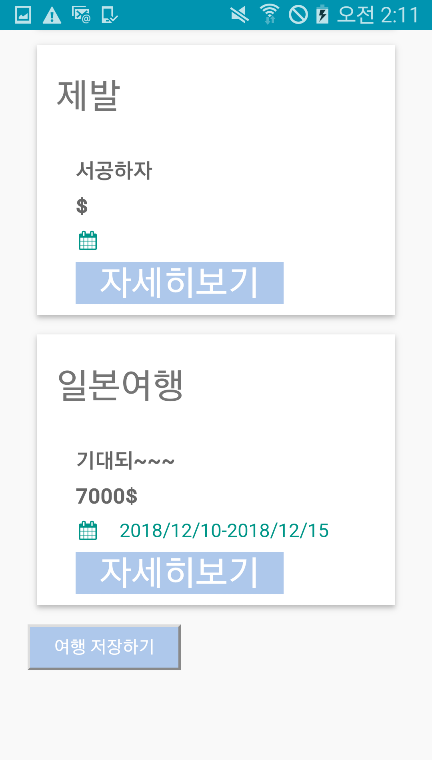 오전 2:11
제발
서공하자
$
자세히보기
일본여행
기대되~~~
7000$
2018/12/10-2018/12/15
자세히보기
여행 저장하기